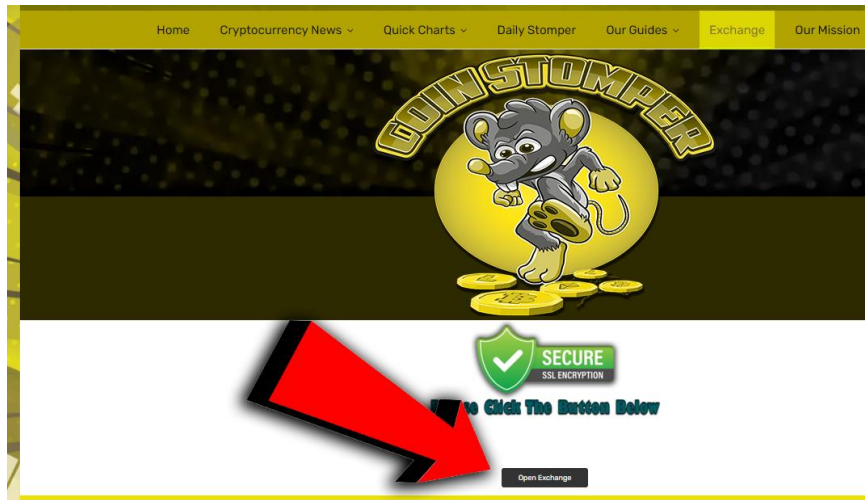 Home Cryptocurrency News Quick Charts Daily Stomper Our Guides Exchange Our Mission
COIN STOMPER
SECURE
SSL ENCRYPTION
Click The Button Below
Open Exchange